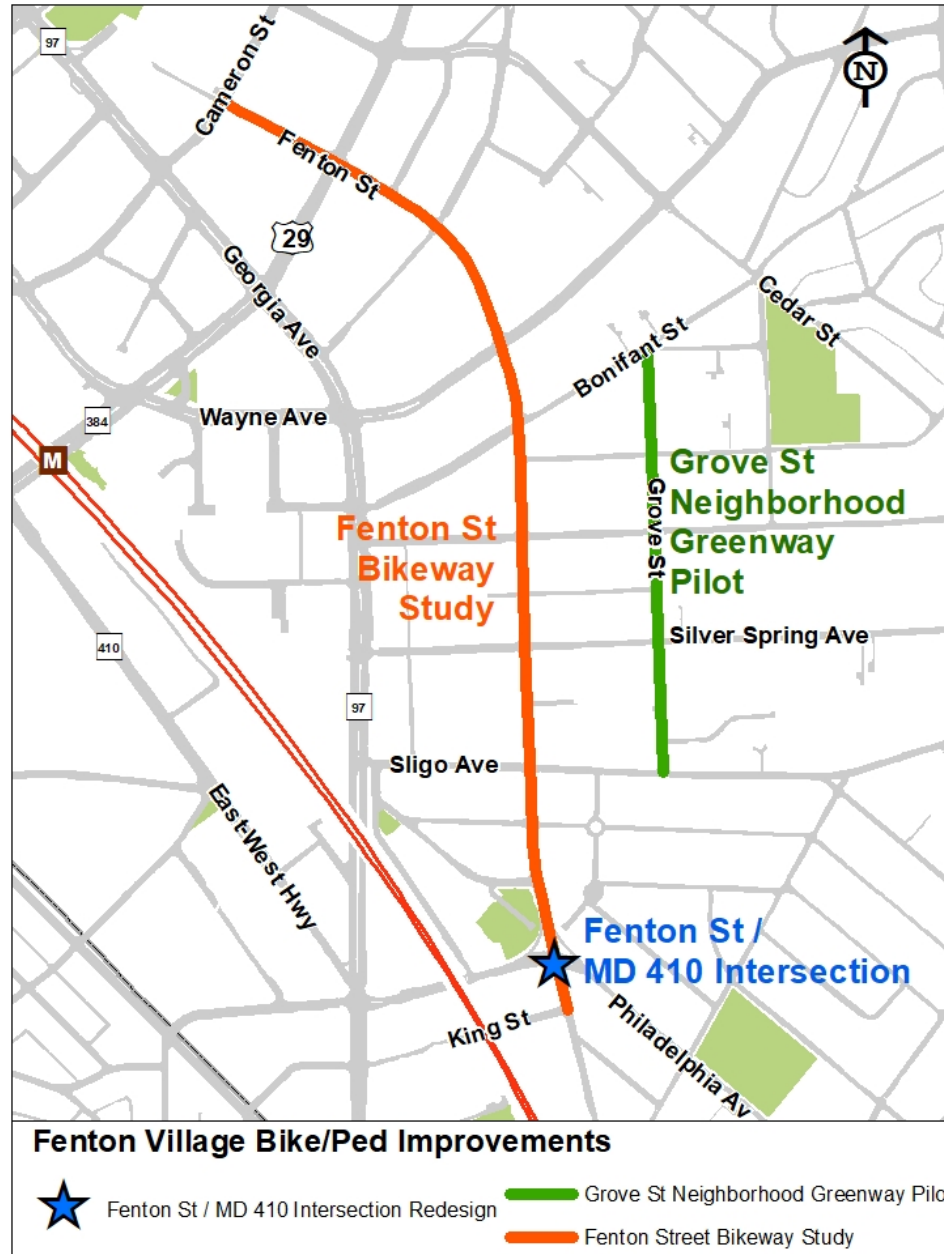 97
Cameron St
N
Fenton St
29
Georgia Ave
Cedar St
Bonifant St
Wayne Ave
384
M
Grove St
Neighborhood
Greenway
Pilot
Grove St
Fenton St
Bikeway
Study
Silver Spring Ave
410
97
Sligo Ave
East-West Hwy
Fenton St /
MD 410 Intersection
King St
Philadelphia Av
Fenton Village Bike/Ped Improvements
Fenton St / MD 410 Intersection Redesign
Grove St Neighborhood Greenway Pilo
Fenton Street Bikeway Study